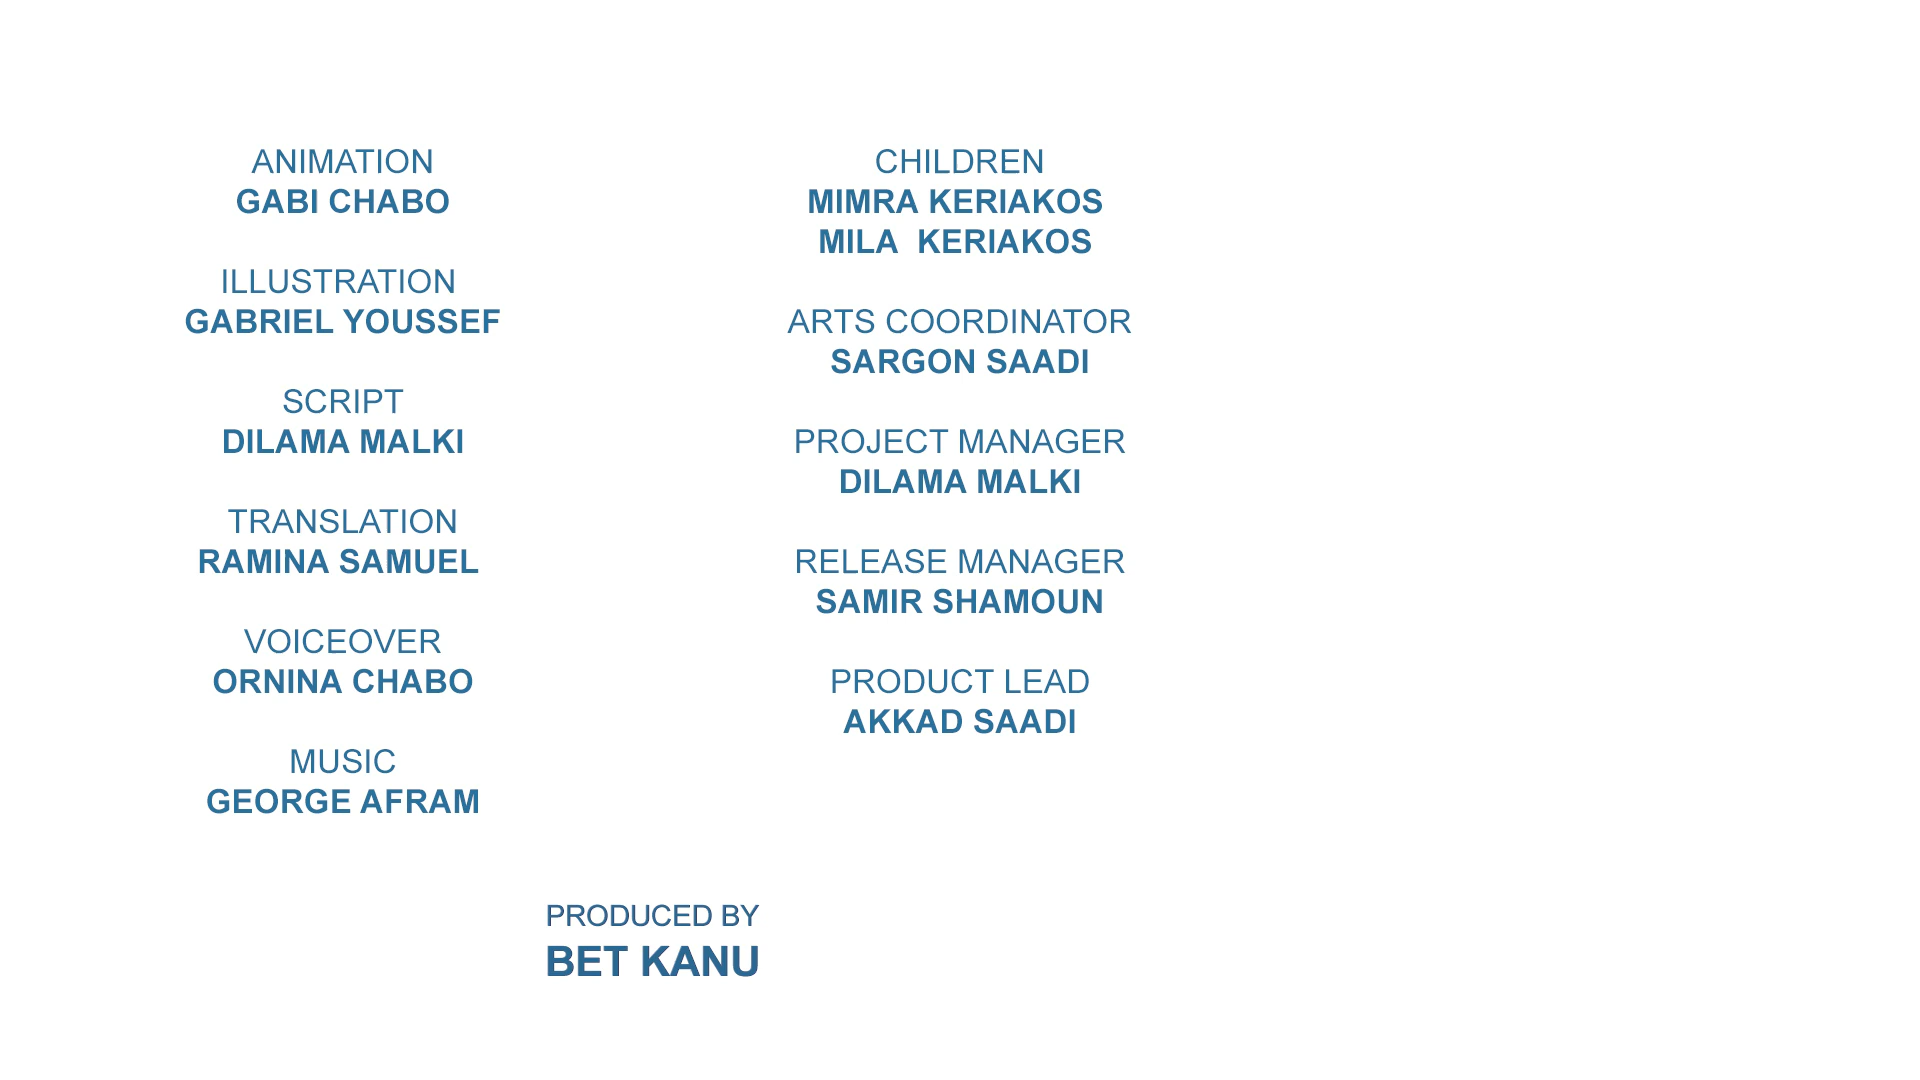 ANIMATION
GABI CHABO
ILLUSTRATION
GABRIEL YOUSSEF
SCRIPT
DILAMA MALKI
TRANSLATION
RAMINA SAMUEL
VOICEOVER
ORNINA CHABO
MUSIC
GEORGE AFRAM
CHILDREN
MIMRA KERIAKOS
MILA  KERIAKOS
ARTS COORDINATOR
SARGON SAADI
PROJECT MANAGER
DILAMA MALKI
RELEASE MANAGER
SAMIR SHAMOUN
PRODUCT LEAD
AKKAD SAADI
PRODUCED BY
BET KANU